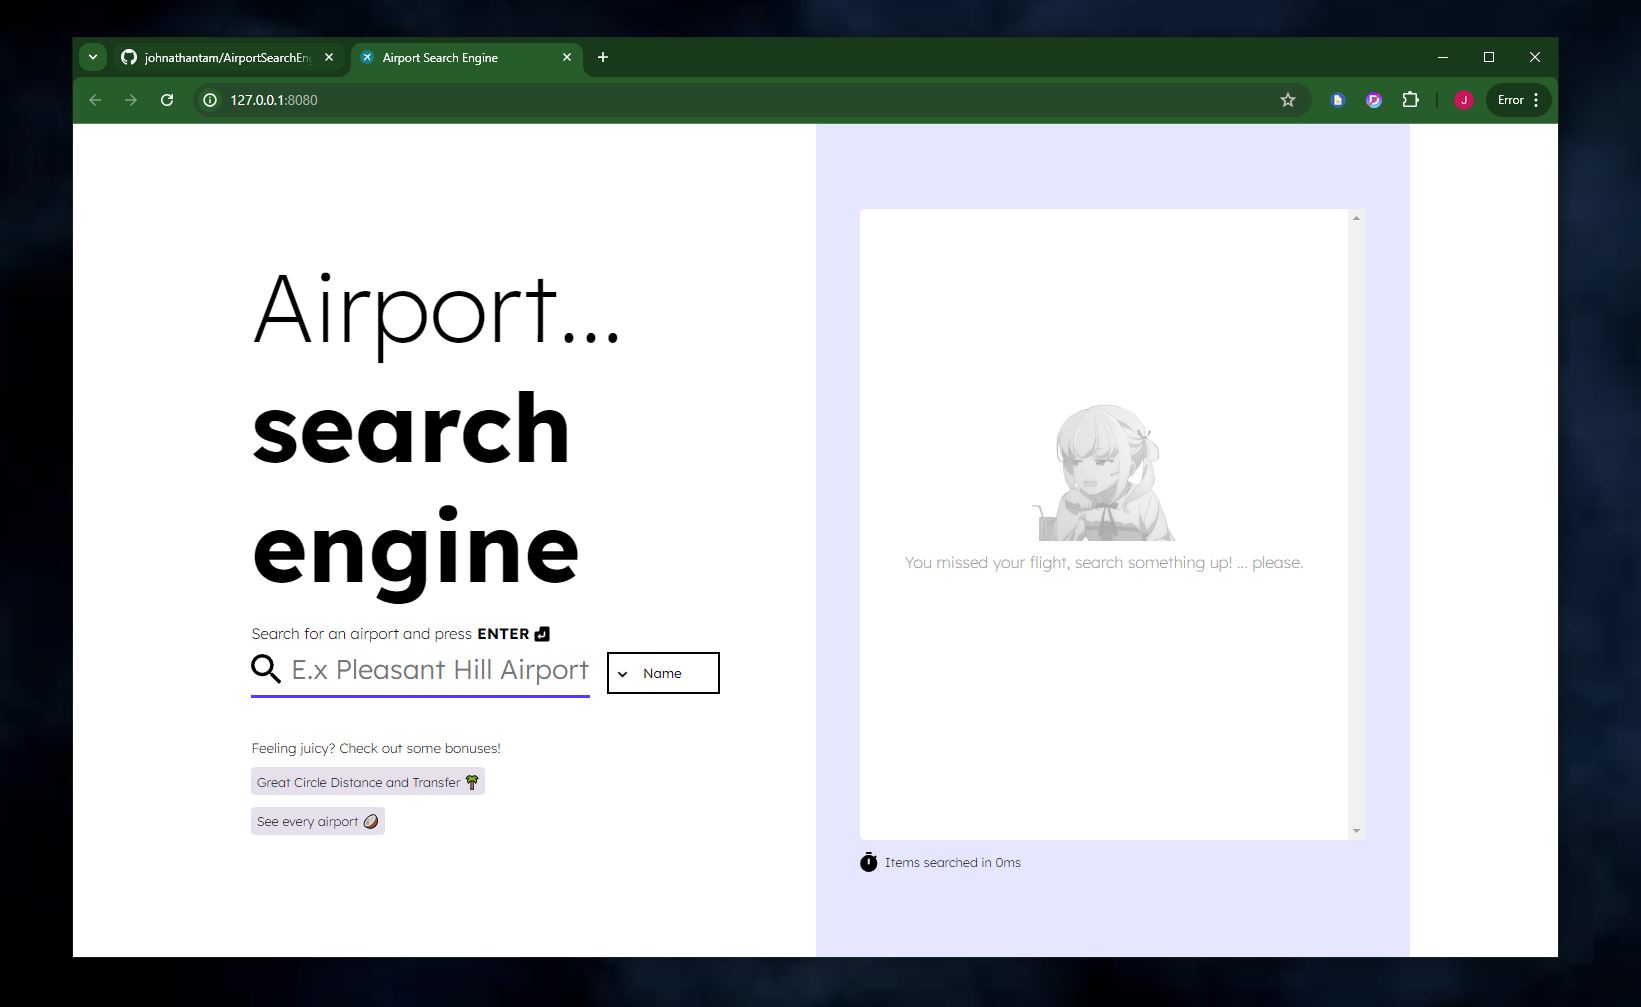 johnathantam/AirportSearchEn
Airport Search Engine
127.0.0.1:8080
J
Error
Airport...
search
engine
Search for an airport and press ENTER
E.x Pleasant Hill Airport
Name
Feeling juicy? Check out some bonuses!
Great Circle Distance and Transfer
See every airport
You missed your flight, search something up! ... please.
Items searched in 0ms